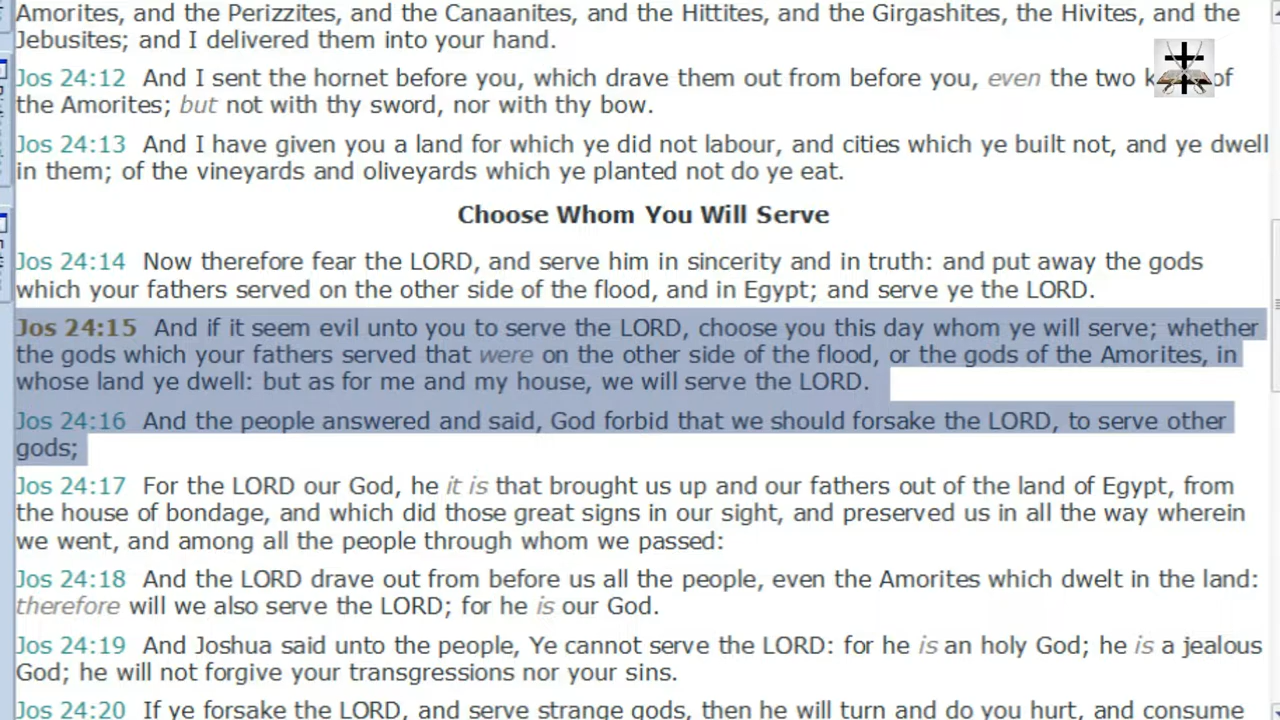 Amorites, and the Perizzites, and the Canaanites, and the Hittites, and the Girgashites, the Hivites, and the
Jebusites; and I delivered them into your hand.
Jos 24:12 And I sent the hornet before you, which drave them out from before you, even the two of
the Amorites; but not with thy sword, nor with thy bow.
Jos 24:13 And I have given you a land for which ye did not labour, and cities which ye built not, and ye dwell
in them; of the vineyards and oliveyards which ye planted not do ye eat.
Choose Whom You Will Serve
Jos 24:14 Now therefore fear the LORD, and serve him in sincerity and in truth: and put away the gods
which your fathers served on the other side of the flood, and in Egypt; and serve ye the LORD.
Jos 24:15 And if it seem evil unto you to serve the LORD, choose you this day whom ye will serve; whether
the gods which your fathers served that were on the other side of the flood, or the gods of the Amorites, in
whose land ye dwell: but as for me and my house, we will serve the LORD.
Jos 24:16 And the people answered and said, God forbid that we should forsake the LORD, to serve other
gods;
Jos 24:17 For the LORD our God, he it is that brought us up and our fathers out of the land of Egypt, from
the house of bondage, and which did those great signs in our sight, and preserved us in all the way wherein
we went, and among all the people through whom we passed:
Jos 24:18 And the LORD drave out from before us all the people, even the Amorites which dwelt in the land:
therefore will we also serve the LORD; for he is our God.
Jos 24:19 And Joshua said unto the people, Ye cannot serve the LORD: for he is an holy God; he is a jealous
God; he will not forgive your transgressions nor your sins.
Jos 24:20 If ye forsake the LORD, and serve strange gods, then he will turn and do you hurt, and consume